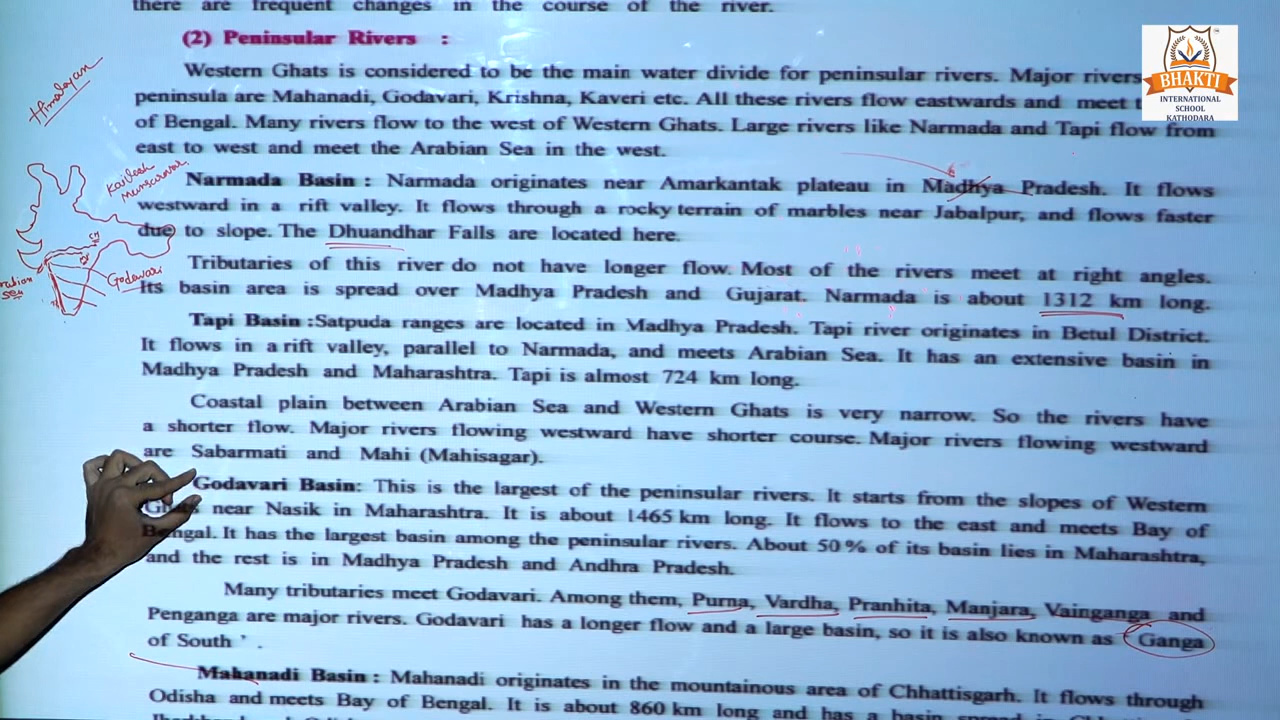 there are frequent changes in the course of the river.
(2) Peninsular Rivers :
Western Ghats is considered to be the main water divide for peninsular rivers. Major rivers
peninsula are Mahanadi, Godavari, Krishna, Kaveri etc. All these rivers flow eastwards and meet
of Bengal. Many rivers flow to the west of Western Ghats. Large rivers like Narmada and Tapi flow from
east to west and meet the Arabian Sea in the west.
Narmada Basin : Narmada originates near Amarkantak plateau in Madhya Pradesh. It flows
westward in a rift valley. It flows through a rocky terrain of marbles near Jabalpur, and flows faster
due to slope. The Dhuandhar Falls are located here.
Tributaries of this river do not have longer flow. Most of the rivers meet at right angles.
Its basin area is spread over Madhya Pradesh and Gujarat. Narmada is about 1312 km long.
Tapi Basin :Satpuda ranges are located in Madhya Pradesh. Tapi river originates in Betul District.
It flows in a rift valley, parallel to Narmada, and meets Arabian Sea. It has an extensive basin in
Madhya Pradesh and Maharashtra. Tapi is almost 724 km long.
Coastal plain between Arabian Sea and Western Ghats is very narrow. So the rivers have
a shorter flow. Major rivers flowing westward have shorter course. Major rivers flowing westward
are Sabarmati and Mahi (Mahisagar).
Godavari Basin: This is the largest of the peninsular rivers. It starts from the slopes of Western
Ghats near Nasik in Maharashtra. It is about 1465 km long. It flows to the east and meets Bay of
Bengal. It has the largest basin among the peninsular rivers. About 50 % of its basin lies in Maharashtra,
and the rest is in Madhya Pradesh and Andhra Pradesh.
Many tributaries meet Godavari. Among them, Purna, Vardha, Pranhita, Manjara, Vainganga and
Penganga are major rivers. Godavari has a longer flow and a large basin, so it is also known as Ganga
of South ' .
Mahanadi Basin : Mahanadi originates in the mountainous area of Chhattisgarh. It flows through
Odisha and meets Bay of Bengal. It is about 860 km long and has a basin spread in
Himalayan
Kailash
Mansarovar
Godavari
BHAKTI
INTERNATIONAL
SCHOOL
KATHODARA